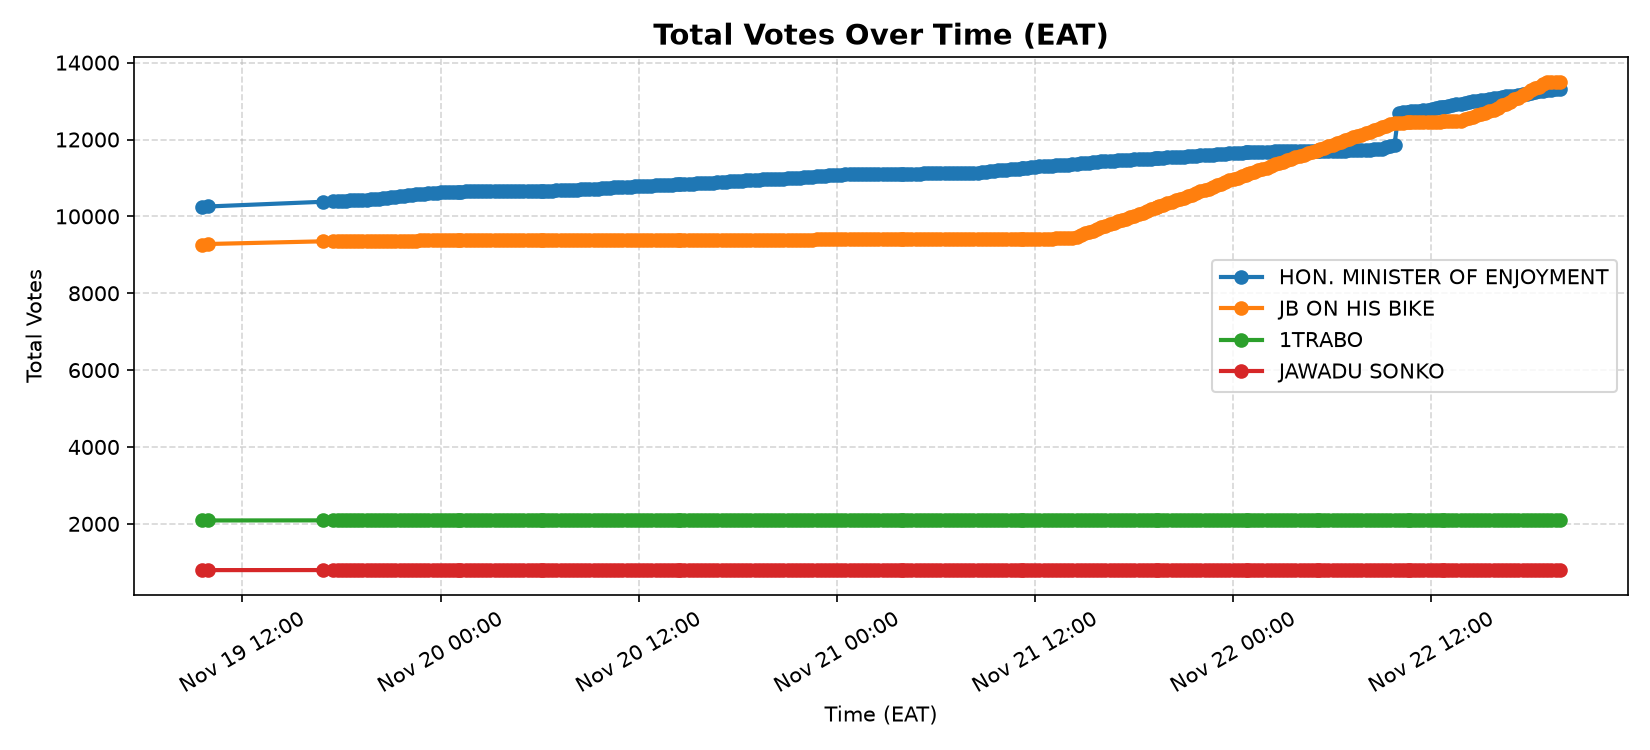 Total Votes Over Time (EAT)
14000
12000
10000
8000
6000
4000
2000
Total Votes
HON. MINISTER OF ENJOYMENT
JB ON HIS BIKE
1TRABO
JAWADU SONKO
Nov 19 12:00
Nov 20 00:00
Nov 20 12:00
Nov 21 00:00
Nov 21 12:00
Nov 22 00:00
Nov 22 12:00
Time (EAT)